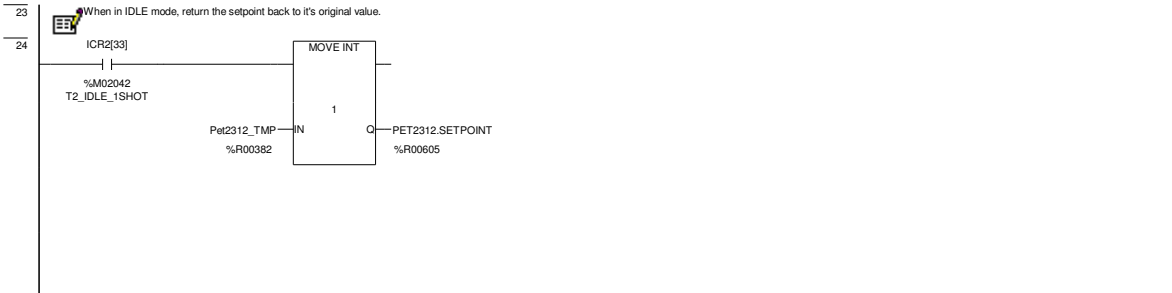 23
When in IDLE mode, return the setpoint back to it's original value.
24
ICR2[33]
MOVE INT
%M02042
T2_IDLE_1SHOT
1
Pet2312_TMP IN Q PET2312.SETPOINT
%R00382 %R00605